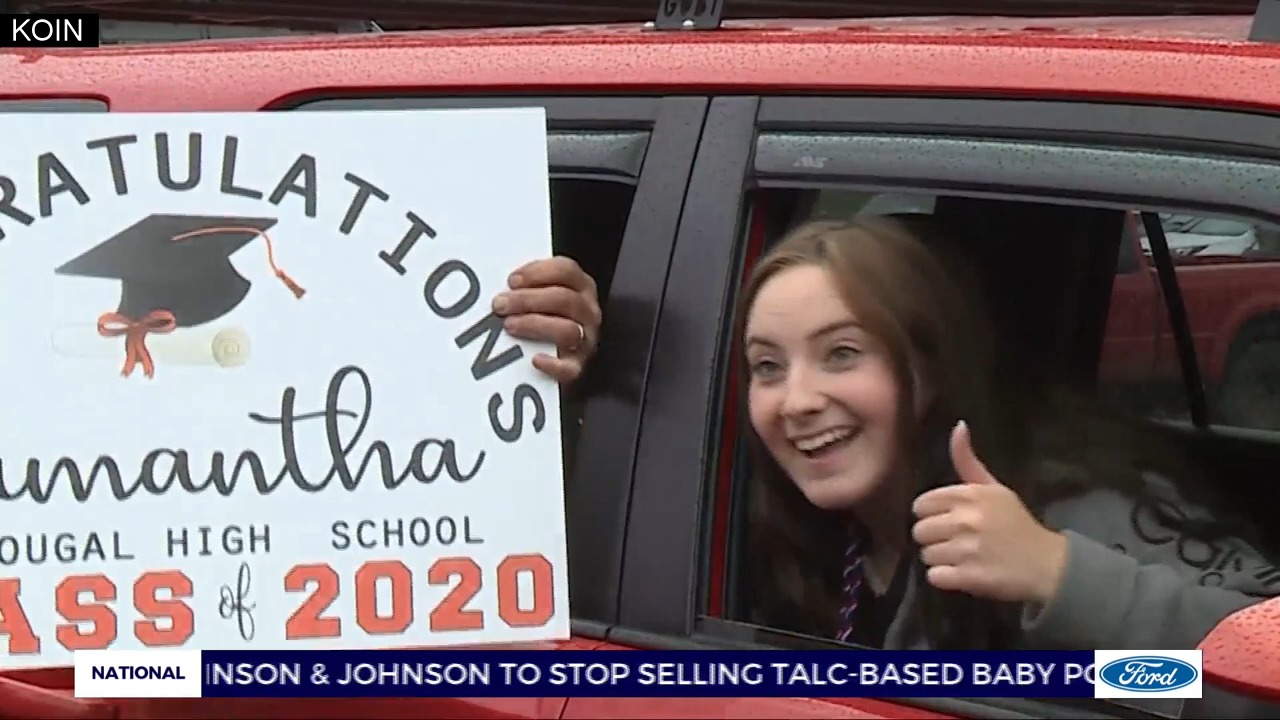 KOIN
RATULATIONS
amantha
OUGAL HIGH SCHOOL
ASS of 2020
NATIONAL
INSON & JOHNSON TO STOP SELLING TALC-BASED BABY PO
Ford